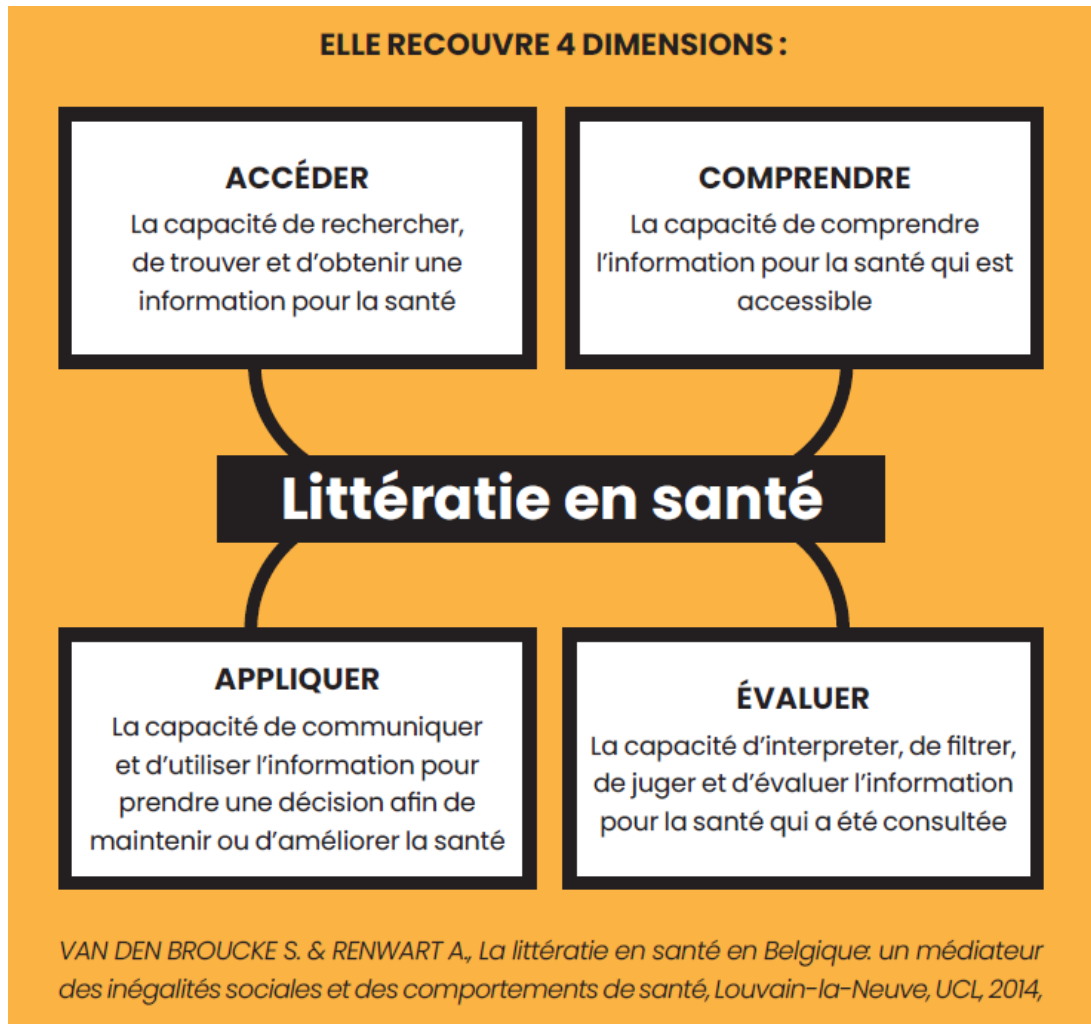 ELLE RECOUVRE 4 DIMENSIONS :
ACCÉDER
La capacité de rechercher,
de trouver et d'obtenir une
information pour la santé
COMPRENDRE
La capacité de comprendre
l'information pour la santé qui est
accessible
Littératie en santé
APPLIQUER
La capacité de communiquer
et d'utiliser l'information pour
prendre une décision afin de
maintenir ou d'améliorer la santé
ÉVALUER
La capacité d'interpreter, de filtrer,
de juger et d'évaluer l'information
pour la santé qui a été consultée
VAN DEN BROUCKE S. & RENWART A., La littératie en santé en Belgique: un médiateur
des inégalités sociales et des comportements de santé, Louvain-la-Neuve, UCL, 2014,